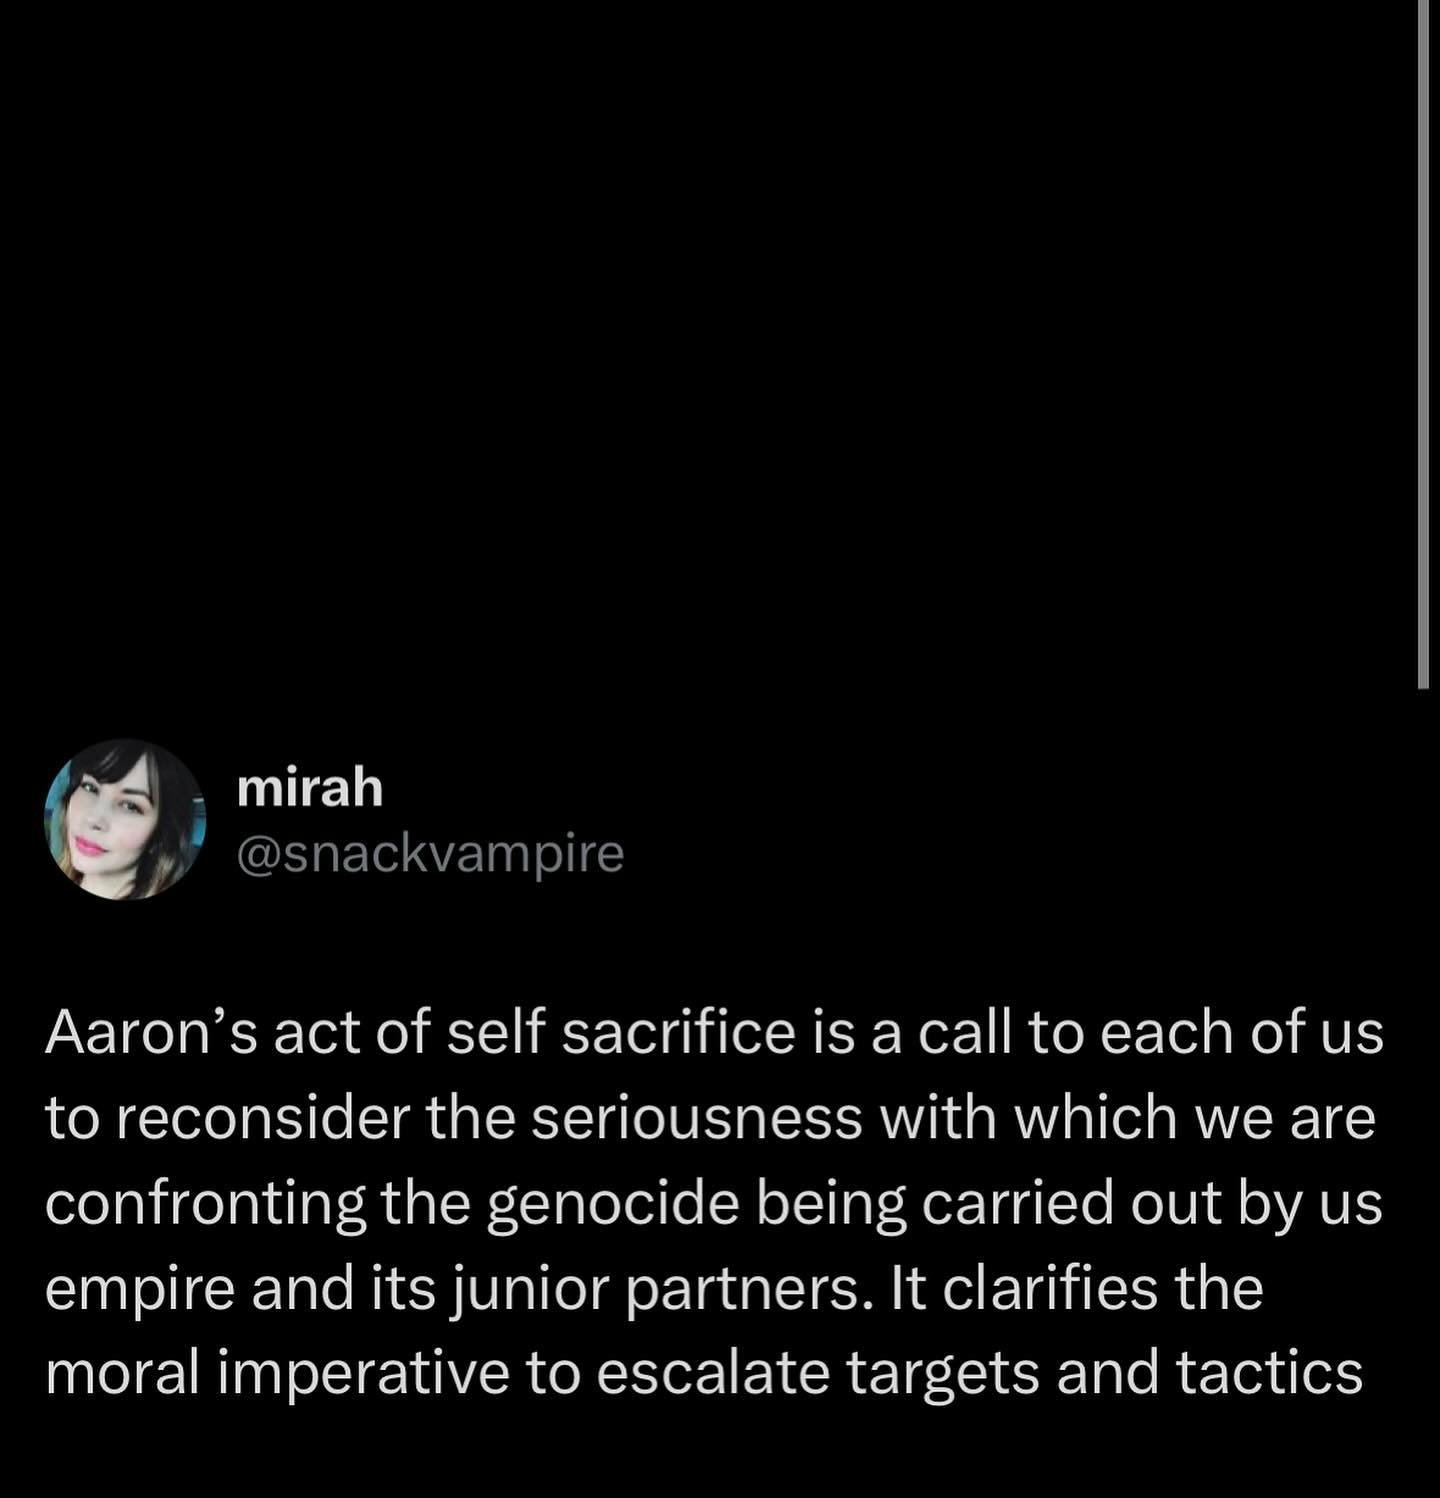 mirah
@snackvampire
Aaron’s act of self sacrifice is a call to each of us
to reconsider the seriousness with which we are
confronting the genocide being carried out by us
empire and its junior partners. It clarifies the
moral imperative to escalate targets and tactics